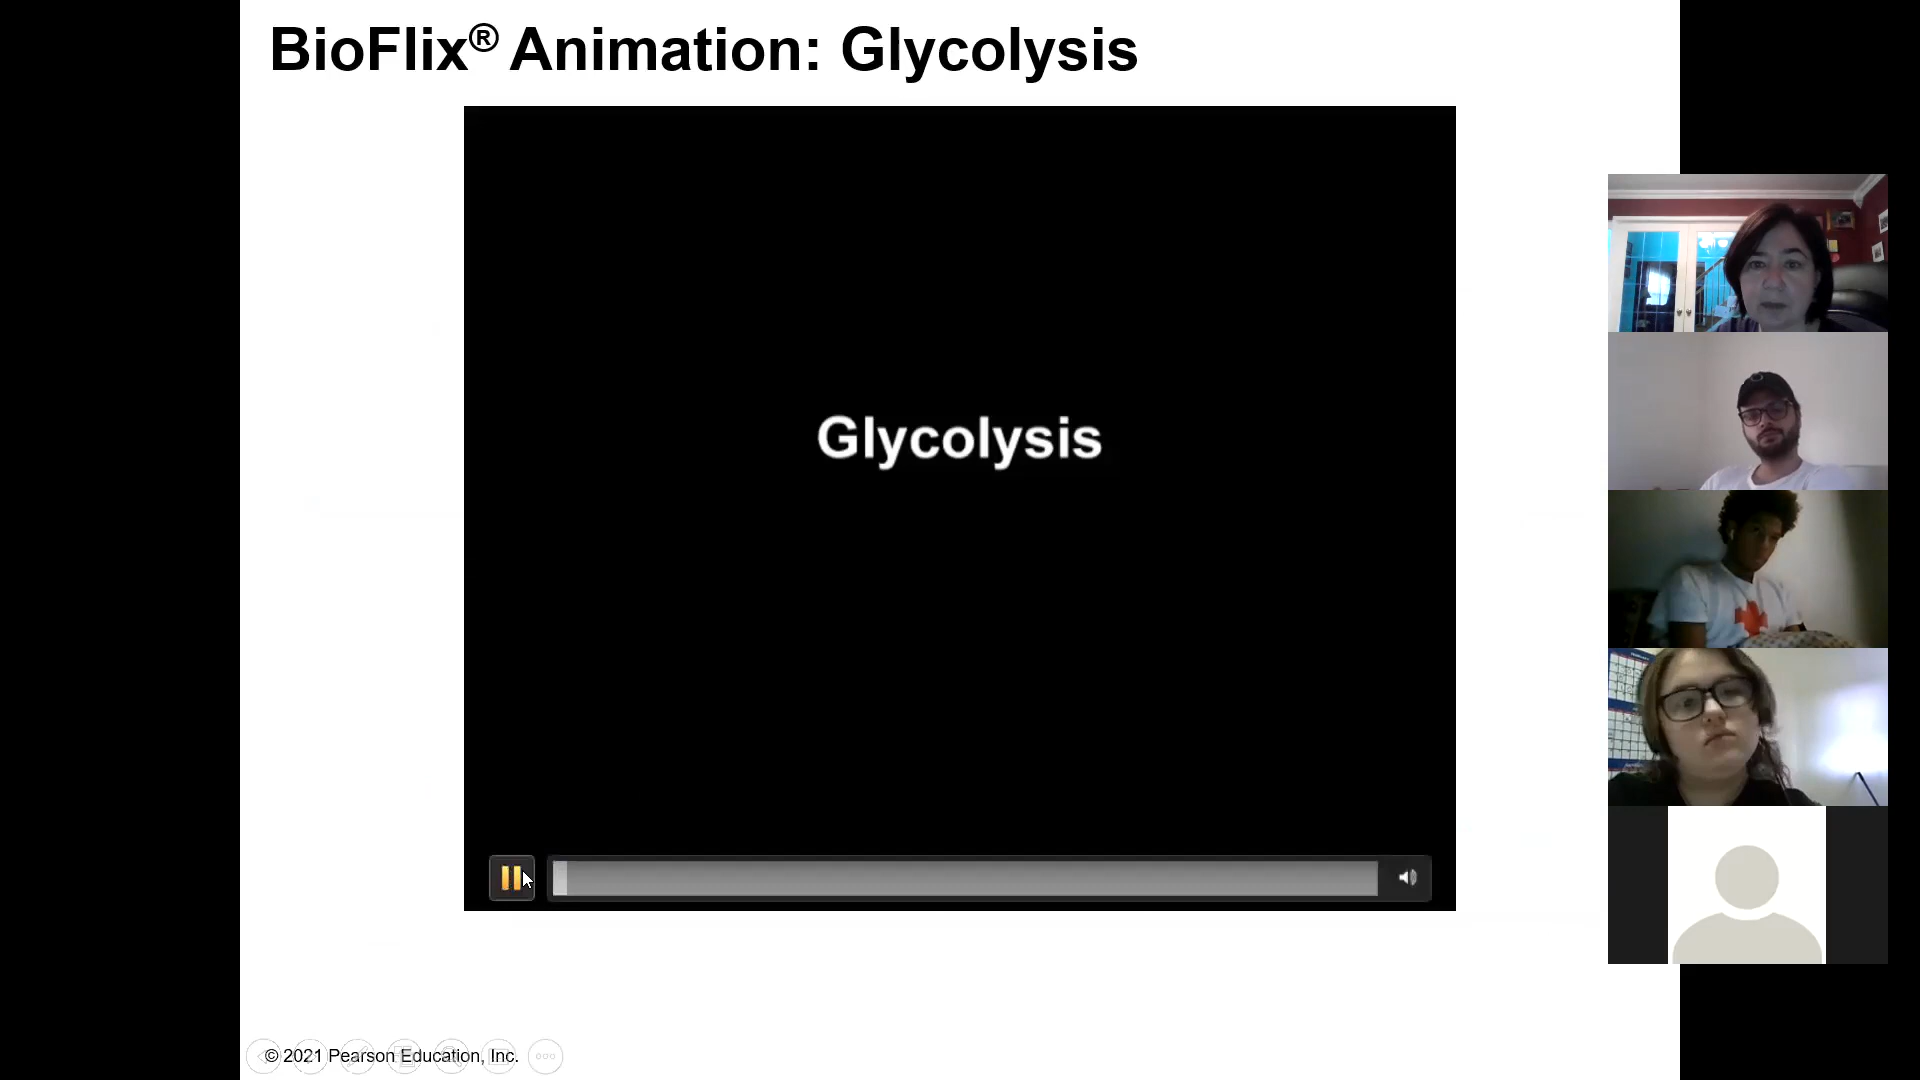 BioFlix® Animation: Glycolysis
Glycolysis
© 2021 Pearson Education, Inc.